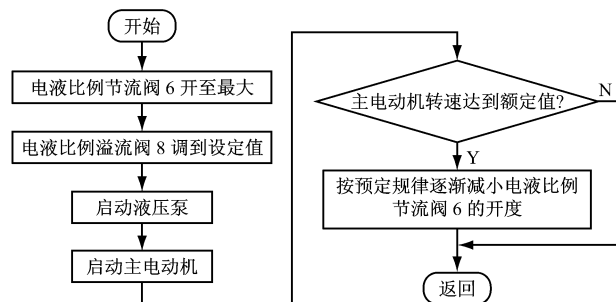 开始
电液比例节流阀 6 开至最大
电液比例溢流阀 8 调到设定值
启动液压泵
启动主电动机
主电动机转速达到额定值?
N
Y
按预定规律逐渐减小电液比例
节流阀 6 的开度
返回